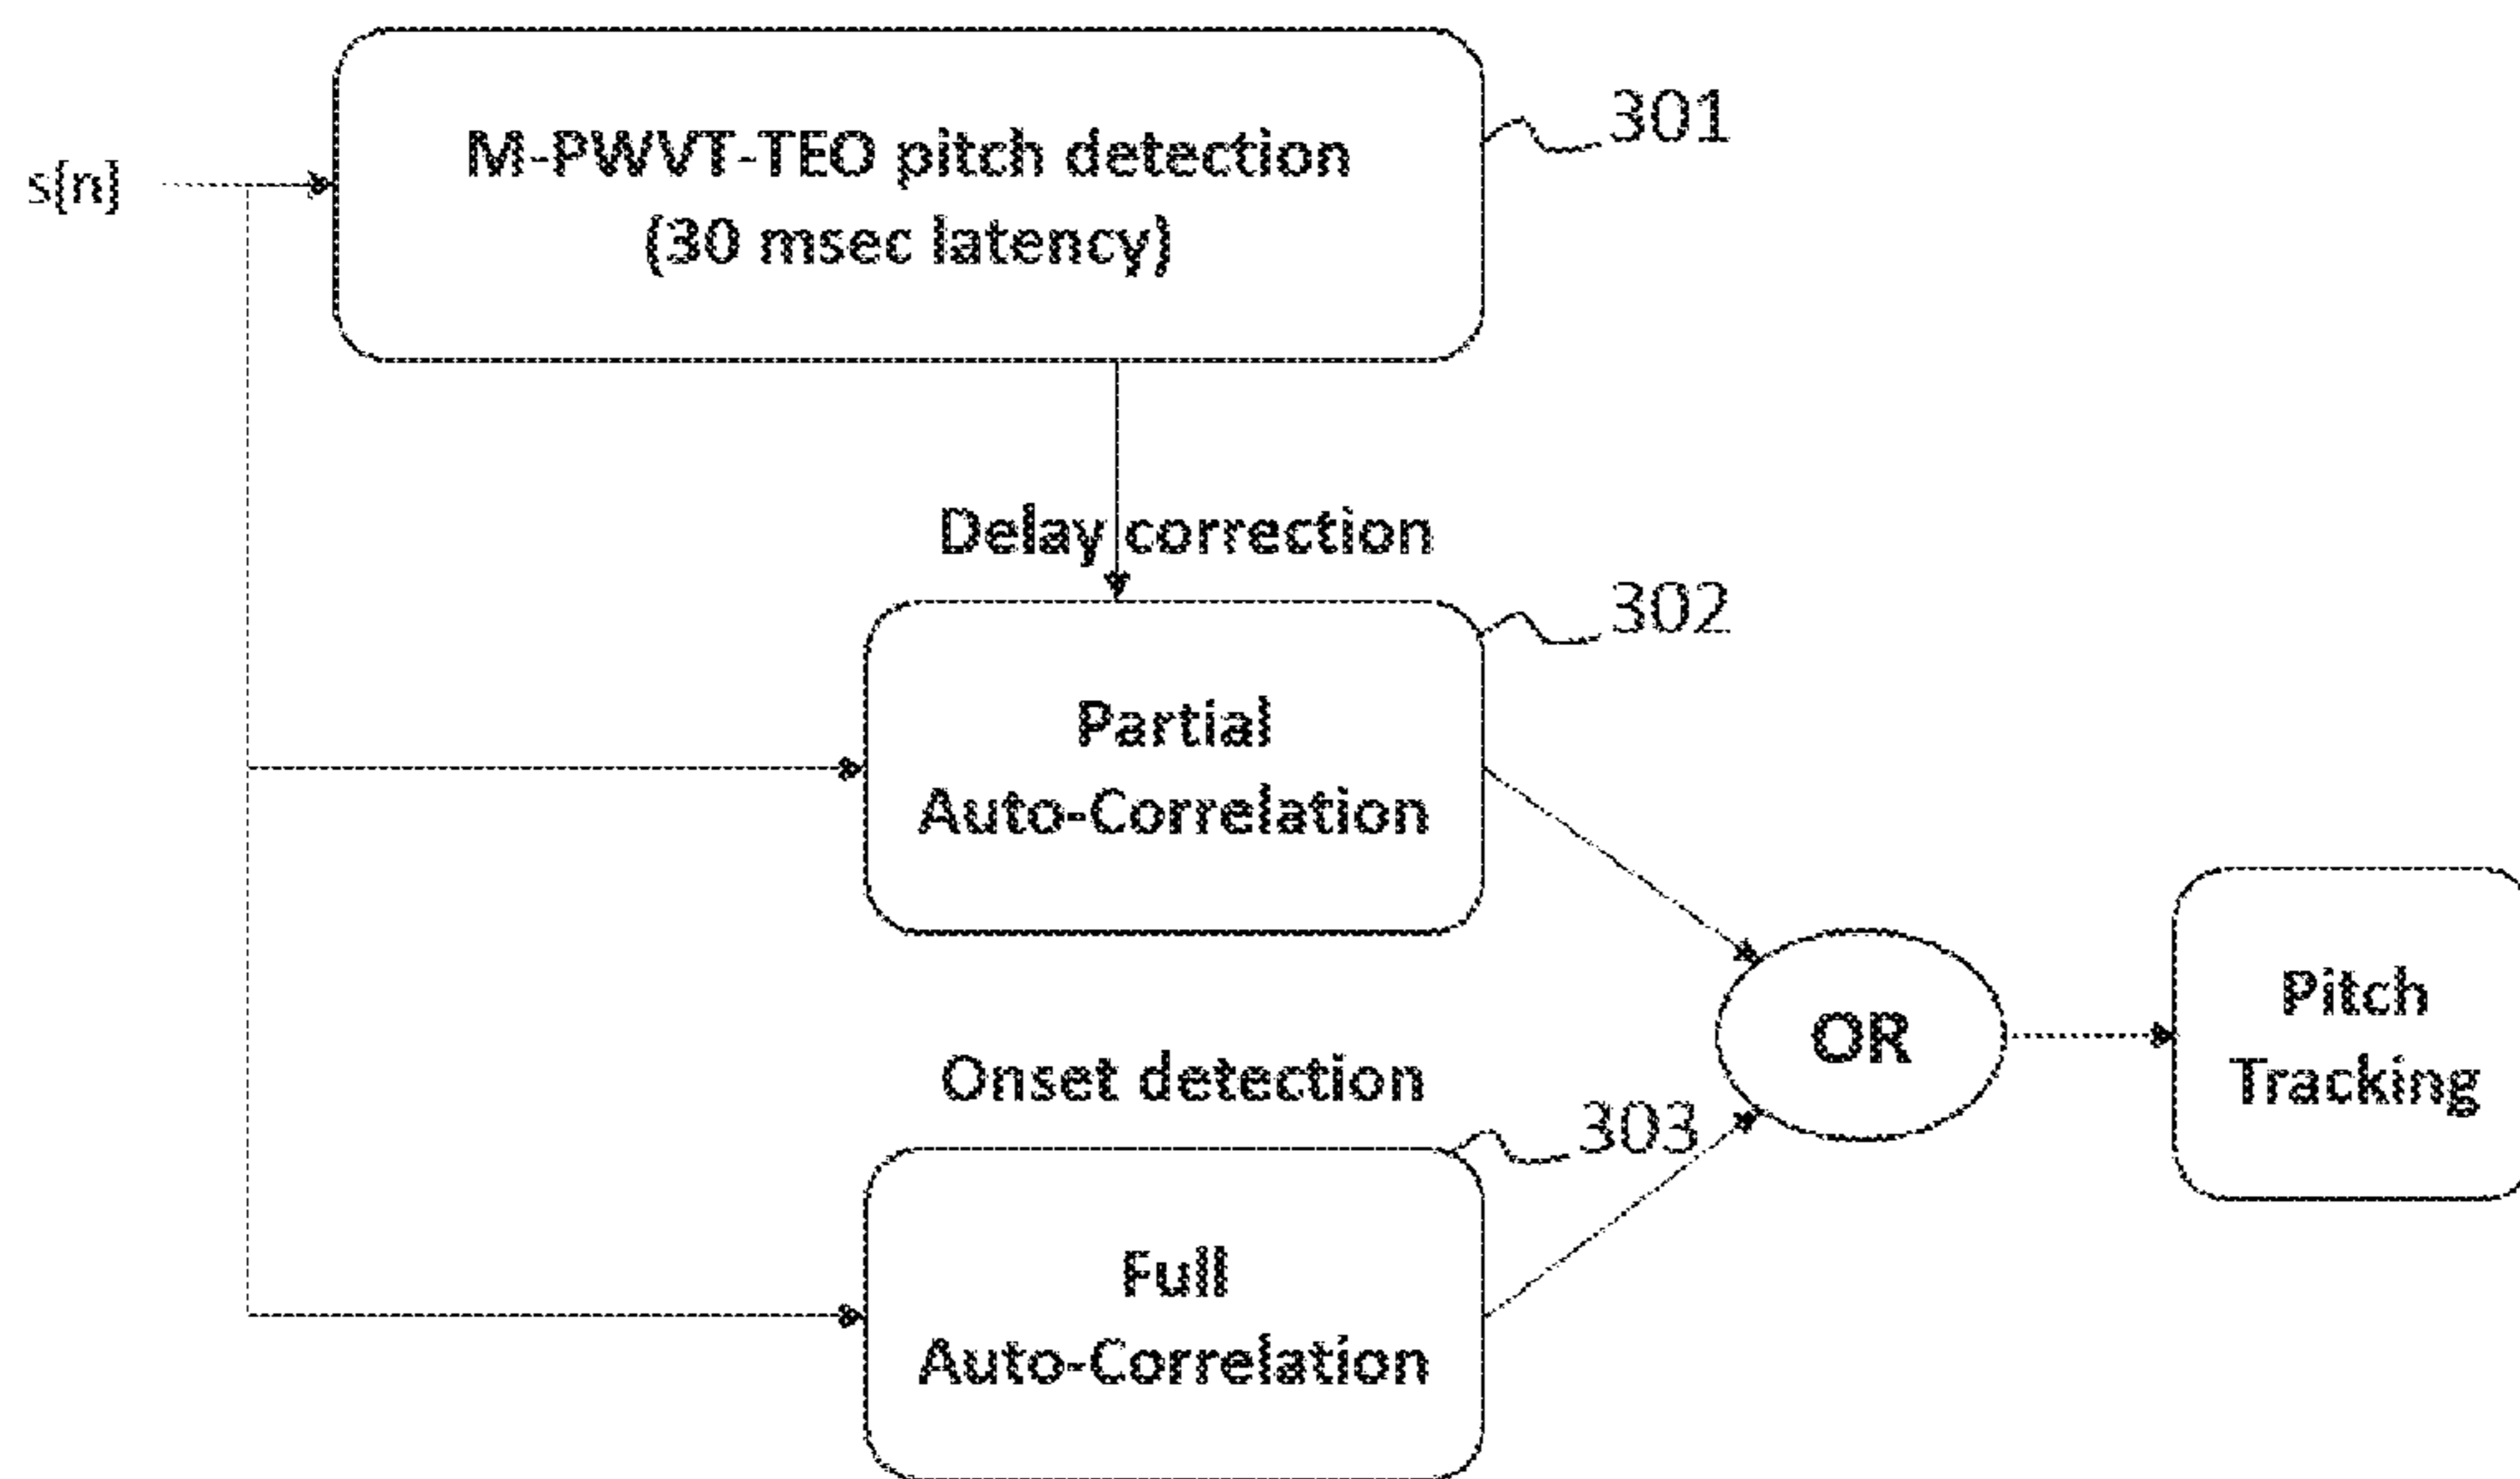 s[n]
M-PWVT-TEO pitch detection
(30 msec latency)
301
Delay correction
302
Partial
Auto-Correlation
OR
Pitch
Tracking
Onset detection
303
Full
Auto-Correlation